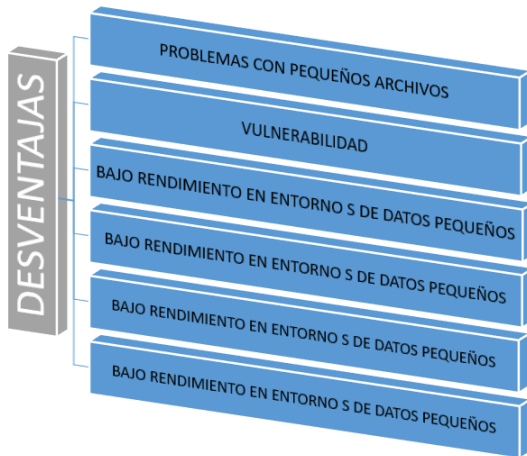 DESVENTAJAS
PROBLEMAS CON PEQUEÑOS ARCHIVOS
VULNERABILIDAD
BAJO RENDIMIENTO EN ENTORNO S DE DATOS PEQUEÑOS
BAJO RENDIMIENTO EN ENTORNO S DE DATOS PEQUEÑOS
BAJO RENDIMIENTO EN ENTORNO S DE DATOS PEQUEÑOS
BAJO RENDIMIENTO EN ENTORNO S DE DATOS PEQUEÑOS